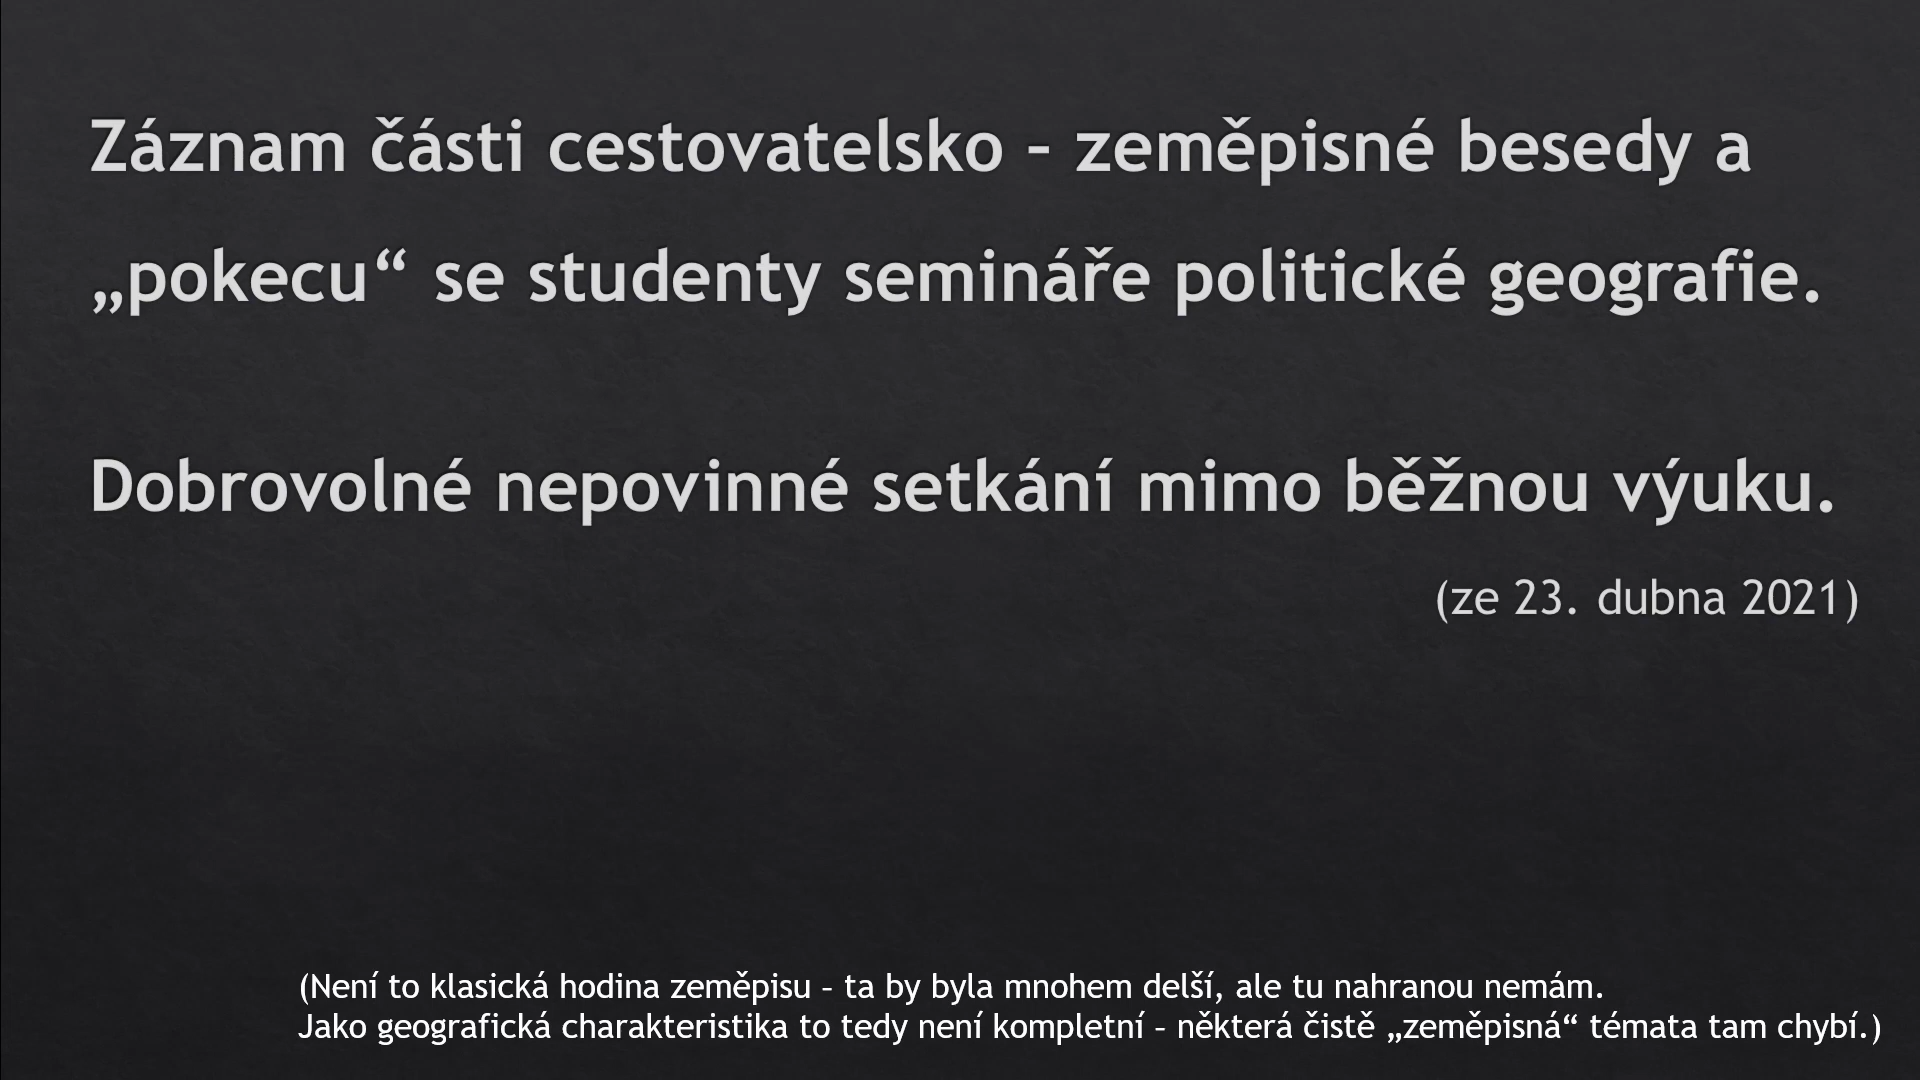 Záznam části cestovatelsko – zeměpisné besedy a
„pokecu“ se studenty semináře politické geografie.
Dobrovolné nepovinné setkání mimo běžnou výuku.
(ze 23. dubna 2021)
(Není to klasická hodina zeměpisu – ta by byla mnohem delší, ale tu nahranou nemám.
Jako geografická charakteristika to tedy není kompletní – některá čistě „zeměpisná“ témata tam chybí.)